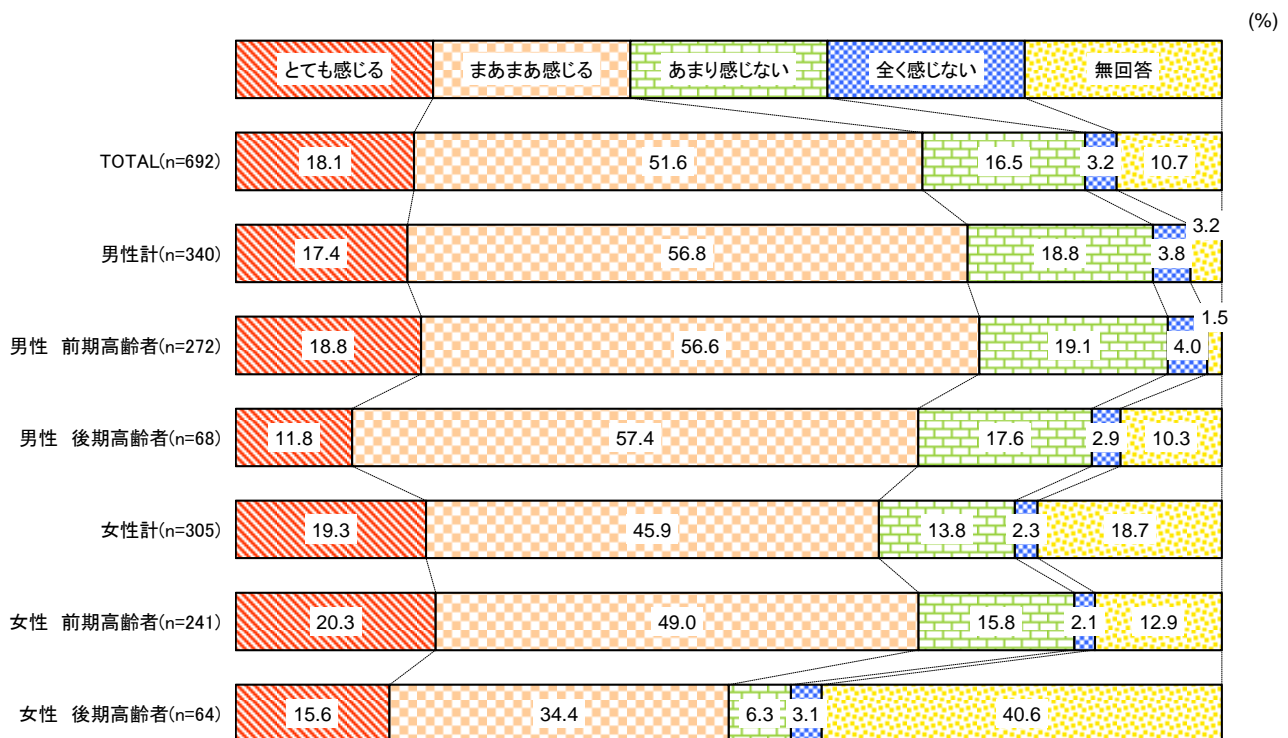 (%)
とても感じる まあまあ感じる あまり感じない 全く感じない 無回答
TOTAL(n=692) 18.1 51.6 16.5 3.2 10.7
男性計(n=340) 17.4 56.8 18.8 3.8 3.2
男性 前期高齢者(n=272) 18.8 56.6 19.1 4.0 1.5
男性 後期高齢者(n=68) 11.8 57.4 17.6 2.9 10.3
女性計(n=305) 19.3 45.9 13.8 2.3 18.7
女性 前期高齢者(n=241) 20.3 49.0 15.8 2.1 12.9
女性 後期高齢者(n=64) 15.6 34.4 6.3 3.1 40.6